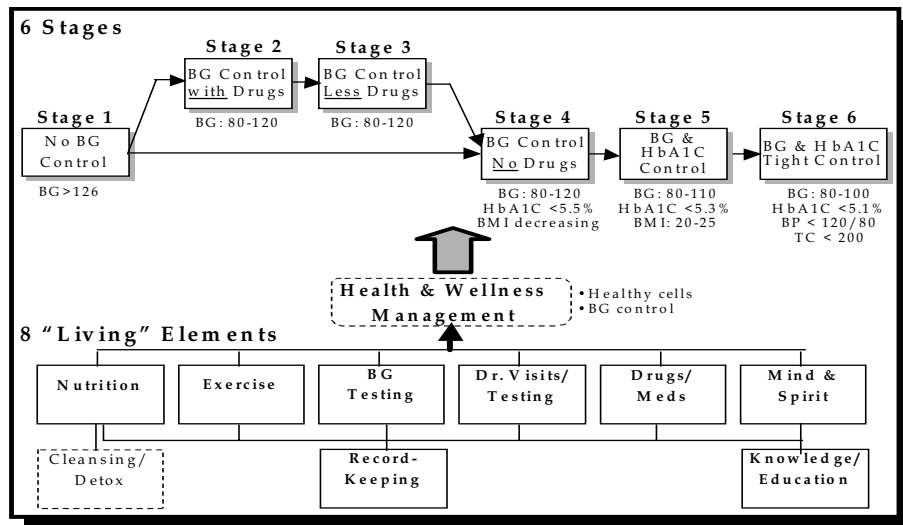 6 Stages
Stage 1
No BG
Control
BG>126
Stage 2
BG Control
with Drugs
BG: 80-120
Stage 3
BG Control
Less Drugs
BG: 80-120
Stage 4
BG Control
No Drugs
BG: 80-120
HbA1C <5.5%
BMI decreasing
Stage 5
BG &
HbA1C
Control
BG: 80-110
HbA1C <5.3%
BMI: 20-25
Stage 6
BG & HbA1C
Tight Control
BG: 80-100
HbA1C <5.1%
BP < 120/80
TC < 200
Health & Wellness
Management
• Healthy cells
• BG control
8 “Living” Elements
Nutrition
Exercise
BG
Testing
Dr. Visits/
Testing
Drugs/
Meds
Mind &
Spirit
Cleansing/
Detox
Record-
Keeping
Knowledge/
Education